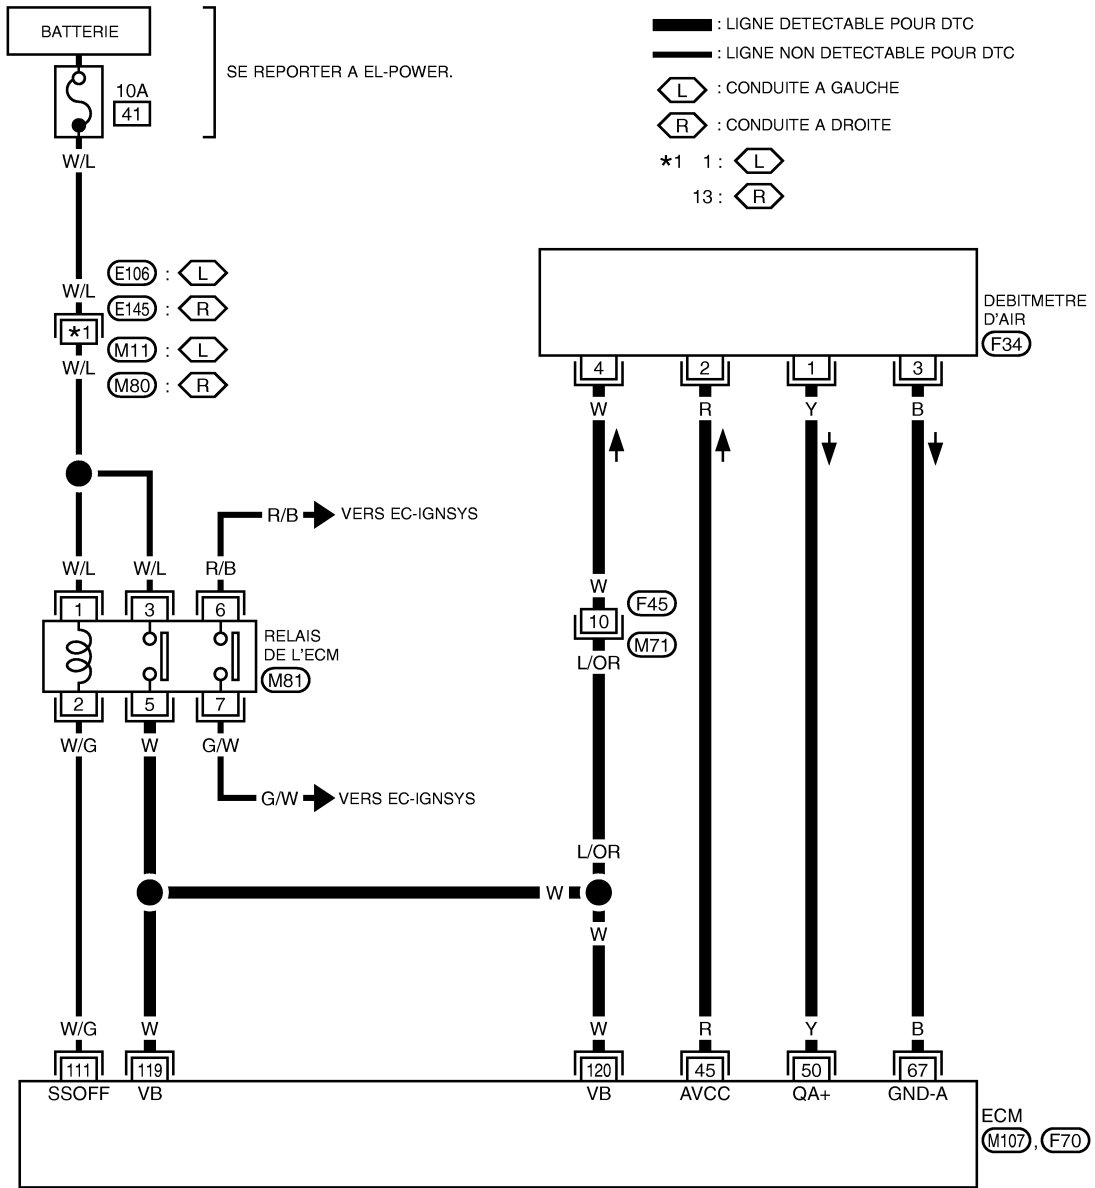 BATTERIE
10A
41
SE REPORTER A EL-POWER.
: LIGNE DETECTABLE POUR DTC
: LIGNE NON DETECTABLE POUR DTC
L : CONDUITE A GAUCHE
R : CONDUITE A DROITE
*1 1 : L
13 : R
W/L
W/L
E106 : L
E145 : R
*1
M11 : L
W/L
M80 : R
DEBITMETRE
D'AIR
F34
4 2 1 3
W R Y B
R/B VERS EC-IGNSYS
W/L W/L R/B
1 3 6
RELAIS
DE L'ECM
M81
2 5 7
W/G W G/W
G/W VERS EC-IGNSYS
W
F45
10
M71
L/OR
L/OR
W
W
W/G W W R Y B
111 119 120 45 50 67
SSOFF VB VB AVCC QA+ GND-A
ECM
M107 , F70